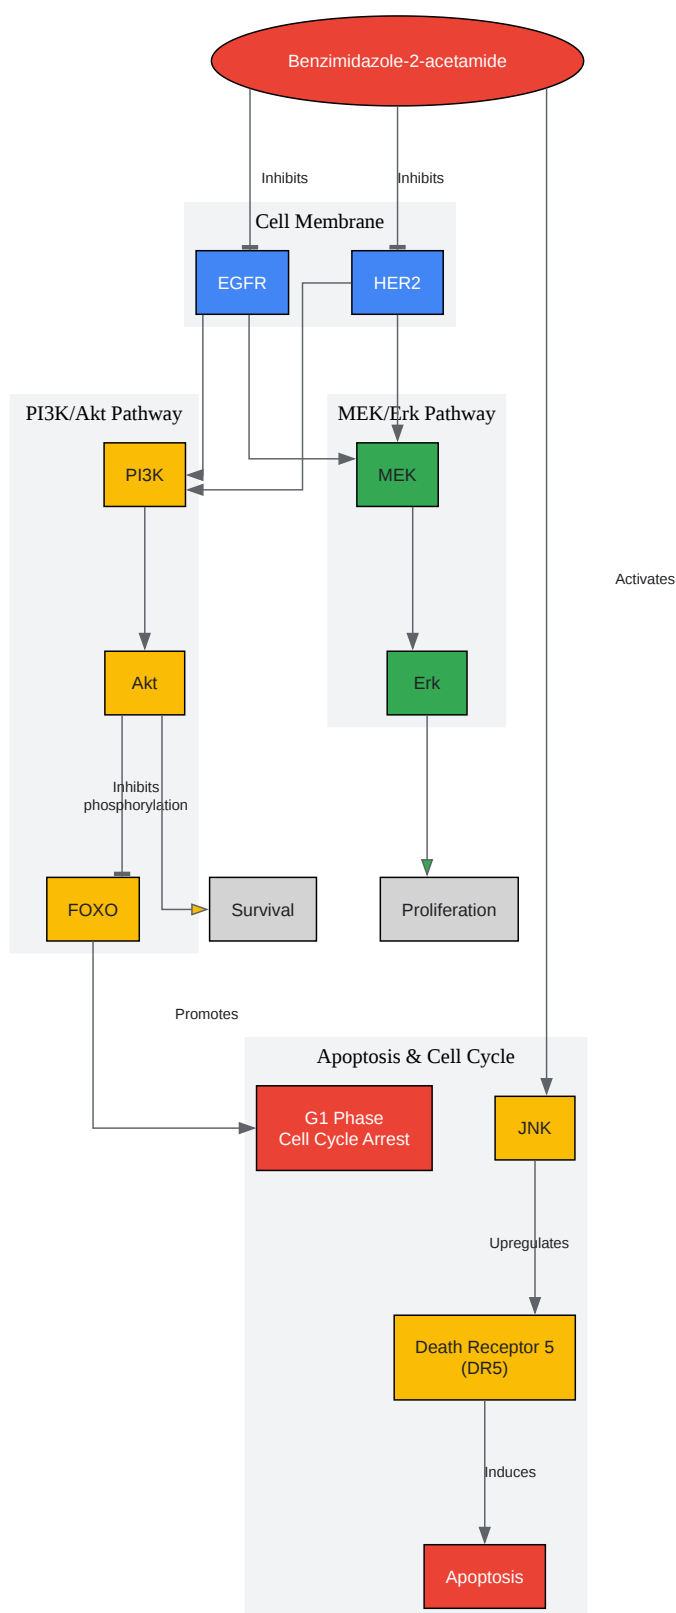 Benzimidazole-2-acetamide
Inhibits
Inhibits
Cell Membrane
EGFR
HER2
PI3K/Akt Pathway
MEK/Erk Pathway
PI3K
MEK
Activates
Akt
Erk
Inhibits
phosphorylation
FOXO
Survival
Proliferation
Promotes
Apoptosis & Cell Cycle
G1 Phase
Cell Cycle Arrest
JNK
Upregulates
Death Receptor 5
(DR5)
Induces
Apoptosis